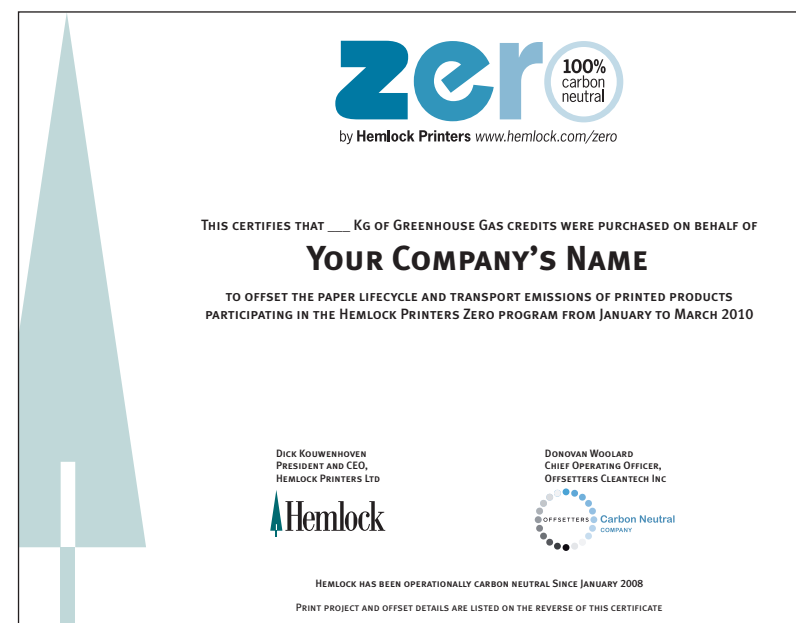 zero
100%
carbon
neutral
by Hemlock Printers www.hemlock.com/zero
This certifies that ___ Kg of Greenhouse Gas credits were purchased on behalf of
Your Company's Name
to offset the paper lifecycle and transport emissions of printed products
participating in the Hemlock Printers Zero program from January to March 2010
Dick Kouwenhoven
President and CEO,
Hemlock Printers Ltd
Hemlock
Donovan Woolard
Chief Operating Officer,
Offsetters Cleantech Inc
OFFSETTERS Carbon Neutral
COMPANY
Hemlock has been operationally carbon neutral Since January 2008
Print project and offset details are listed on the reverse of this certificate